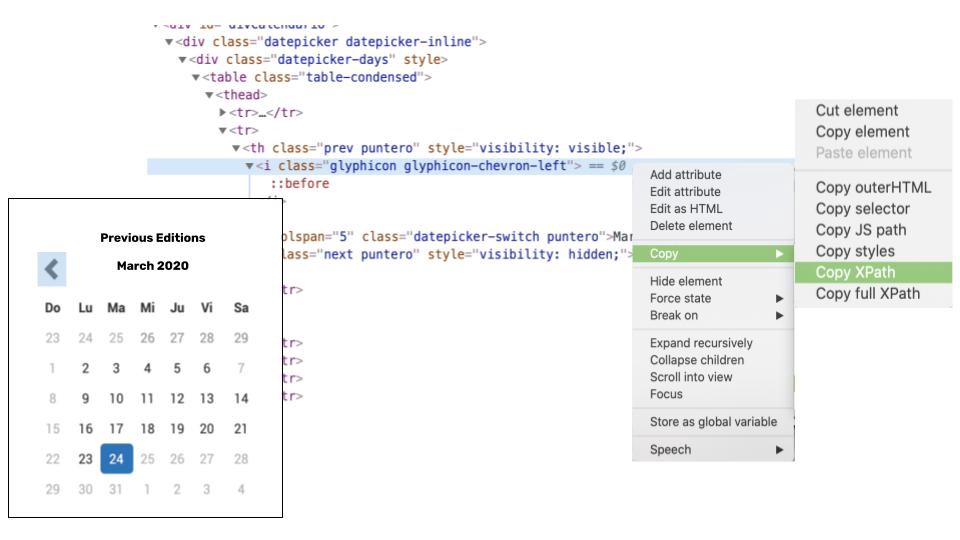 <div id="divCalendario">
▼<div class="datepicker datepicker-inline">
▼<div class="datepicker-days" style>
▼<table class="table-condensed">
▼<thead>
▶<tr>…</tr>
▼<tr>
▼<th class="prev puntero" style="visibility: visible;">
▼<i class="glyphicon glyphicon-chevron-left"> == $0
::before
olspan="5" class="datepicker-switch puntero">Mar
lass="next puntero" style="visibility: hidden;">
tr>
tr>
tr>
tr>
tr>
Previous Editions
March 2020
Do Lu Ma Mi Ju Vi Sa
23 24 25 26 27 28 29
1 2 3 4 5 6 7
8 9 10 11 12 13 14
15 16 17 18 19 20 21
22 23 24 25 26 27 28
29 30 31 1 2 3 4
Add attribute
Edit attribute
Edit as HTML
Delete element
Copy ▶
Hide element
Force state ▶
Break on ▶
Expand recursively
Collapse children
Scroll into view
Focus
Store as global variable
Speech ▶
Cut element
Copy element
Paste element
Copy outerHTML
Copy selector
Copy JS path
Copy styles
Copy XPath
Copy full XPath